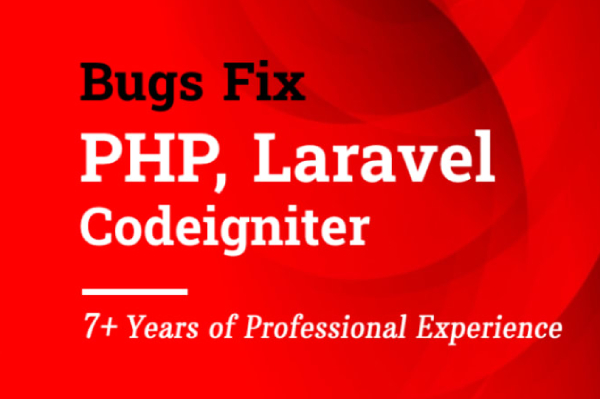 Bugs Fix
PHP, Laravel
Codeigniter
7+ Years of Professional Experience